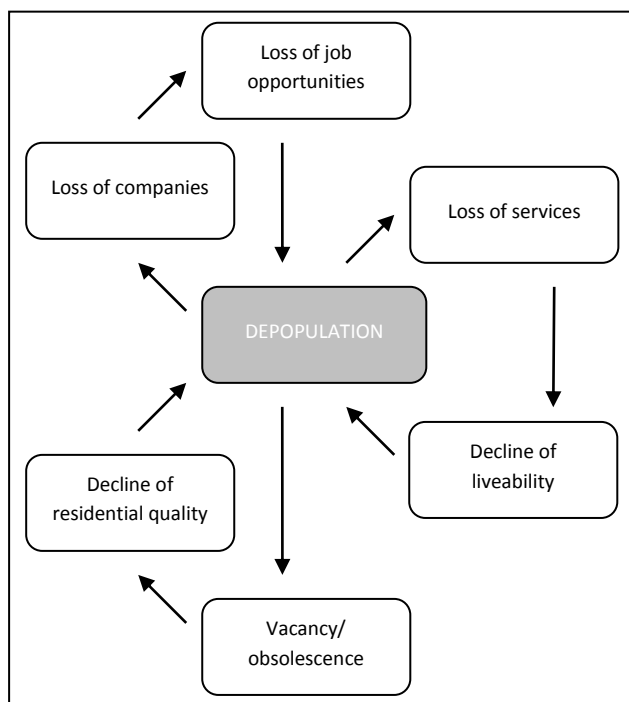 Loss of job
opportunities
Loss of companies
Loss of services
DEPOPULATION
Decline of
liveability
Decline of
residential quality
Vacancy/
obsolescence